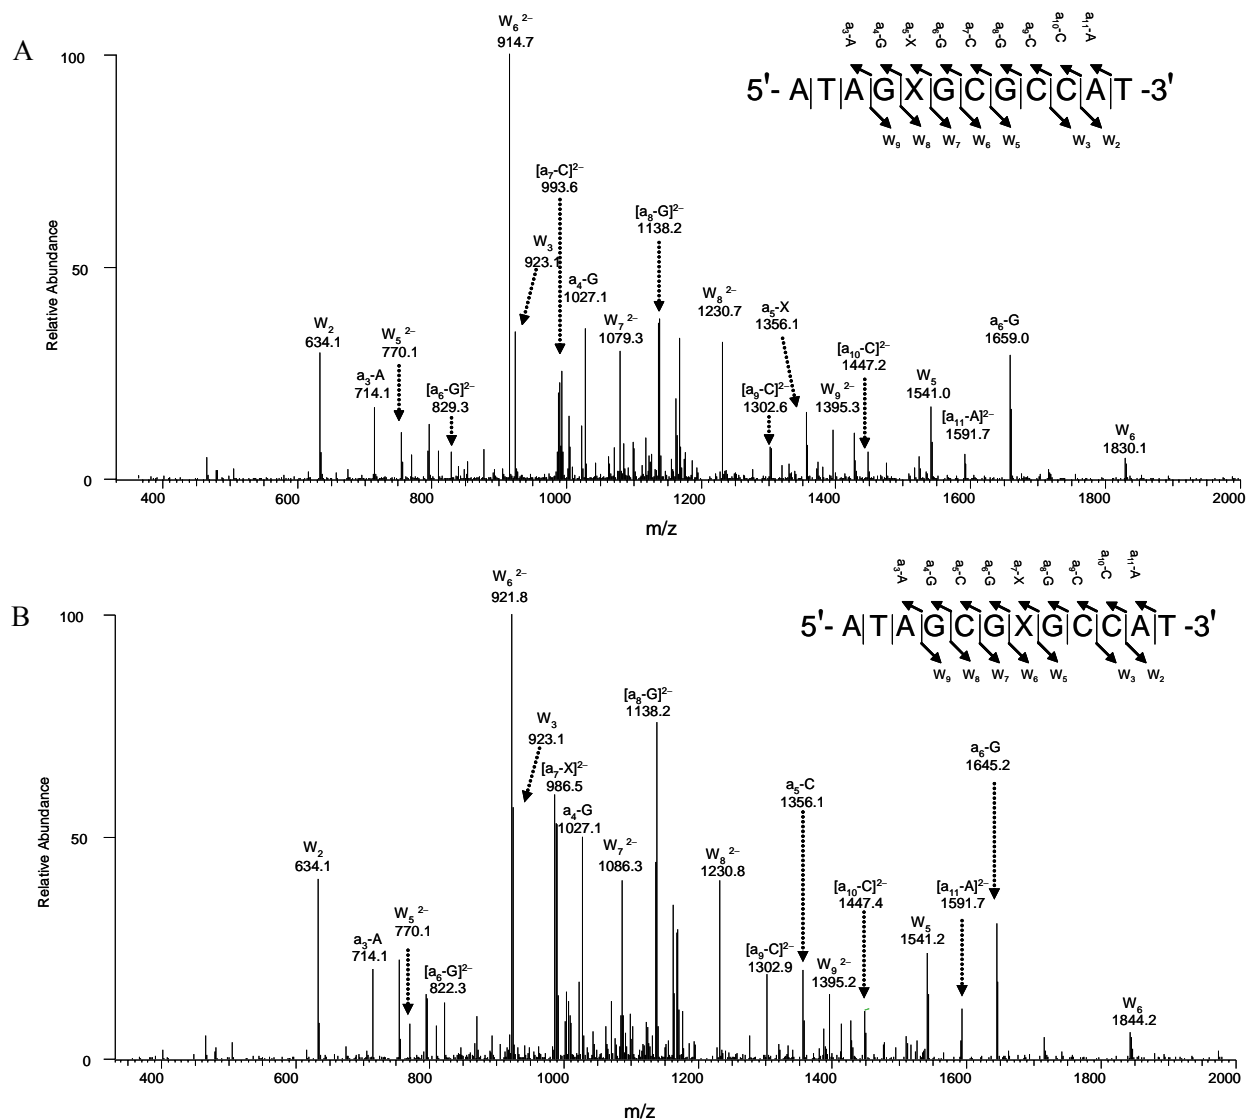 A
W6 2–
914.7
a3-A a4-G a5-X a6-G a7-C a8-G a9-C a10-C a11-A
5'- A|T|A G X G C G C C A T -3'
W9 W8 W7 W6 W5 W3 W2
100
[a7-C]2–
993.6
[a8-G]2–
1138.2
W3
923.1
50
a4-G
1027.1
W8 2–
1230.7
W2
634.1
W5 2–
770.1
W7 2–
1079.3
a5-X
1356.1
a6-G
1659.0
a3-A
714.1
[a6-G]2–
829.3
[a10-C]2–
1447.2
[a9-C]2–
1302.6
W9 2–
1395.3
W5
1541.0
[a11-A]2–
1591.7
W6
1830.1
0
Relative Abundance
400 600 800 1000 1200 1400 1600 1800 2000
m/z
B
W6 2–
921.8
a3-A a4-G a5-C a6-G a7-X a8-G a9-C a10-C a11-A
5'- A|T|A G C G X G C C A T -3'
W9 W8 W7 W6 W5 W3 W2
100
[a8-G]2–
1138.2
W3
923.1
[a7-X]2–
986.5
a6-G
1645.2
a5-C
1356.1
a4-G
1027.1
50
W2
634.1
W7 2–
1086.3
W8 2–
1230.8
[a10-C]2–
1447.4
[a11-A]2–
1591.7
W5 2–
770.1
a3-A
714.1
W5
1541.2
[a6-G]2–
822.3
[a9-C]2–
1302.9
W9 2–
1395.2
W6
1844.2
0
Relative Abundance
400 600 800 1000 1200 1400 1600 1800 2000
m/z